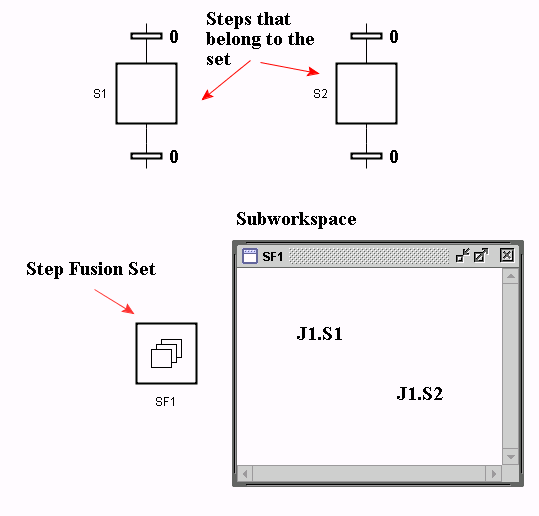 Steps that
belong to the
set
0
0
S1
S2
0
0
Subworkspace
Step Fusion Set
SF1
J1.S1
J1.S2
SF1